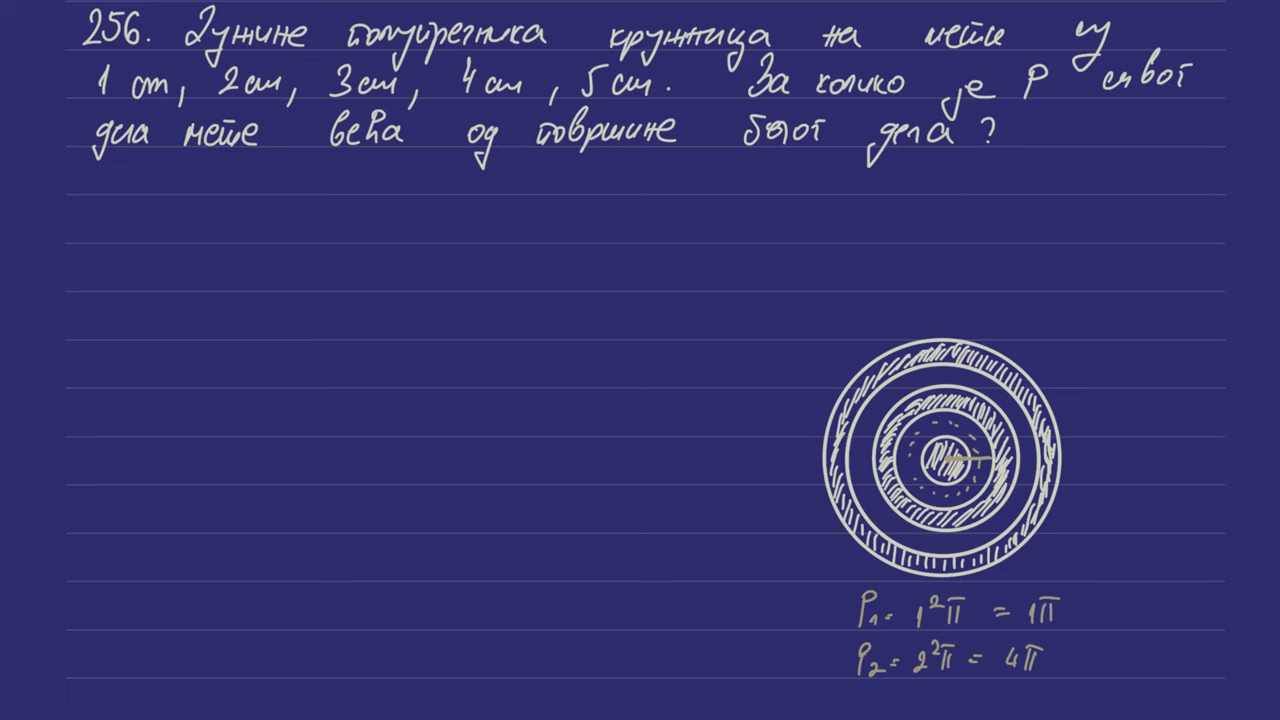 256. Дужине полупречника кружница на мети су
1 cm, 2 cm, 3 cm, 4 cm, 5 cm. За колико је P сивог
дела мете већа од површине белог дела?
P₁ = 1²π = 1π
P₂ = 2²π = 4π